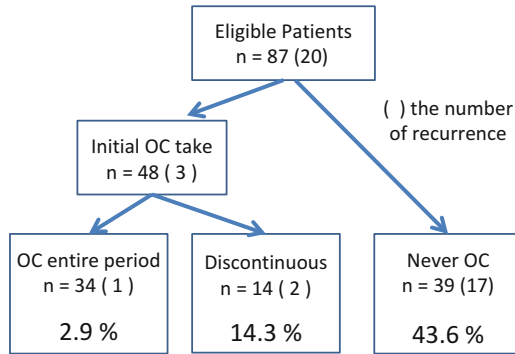 Eligible Patients
n = 87 (20)
( ) the number
of recurrence
Initial OC take
n = 48 ( 3 )
OC entire period
n = 34 ( 1 )
2.9 %
Discontinuous
n = 14 ( 2 )
14.3 %
Never OC
n = 39 (17)
43.6 %